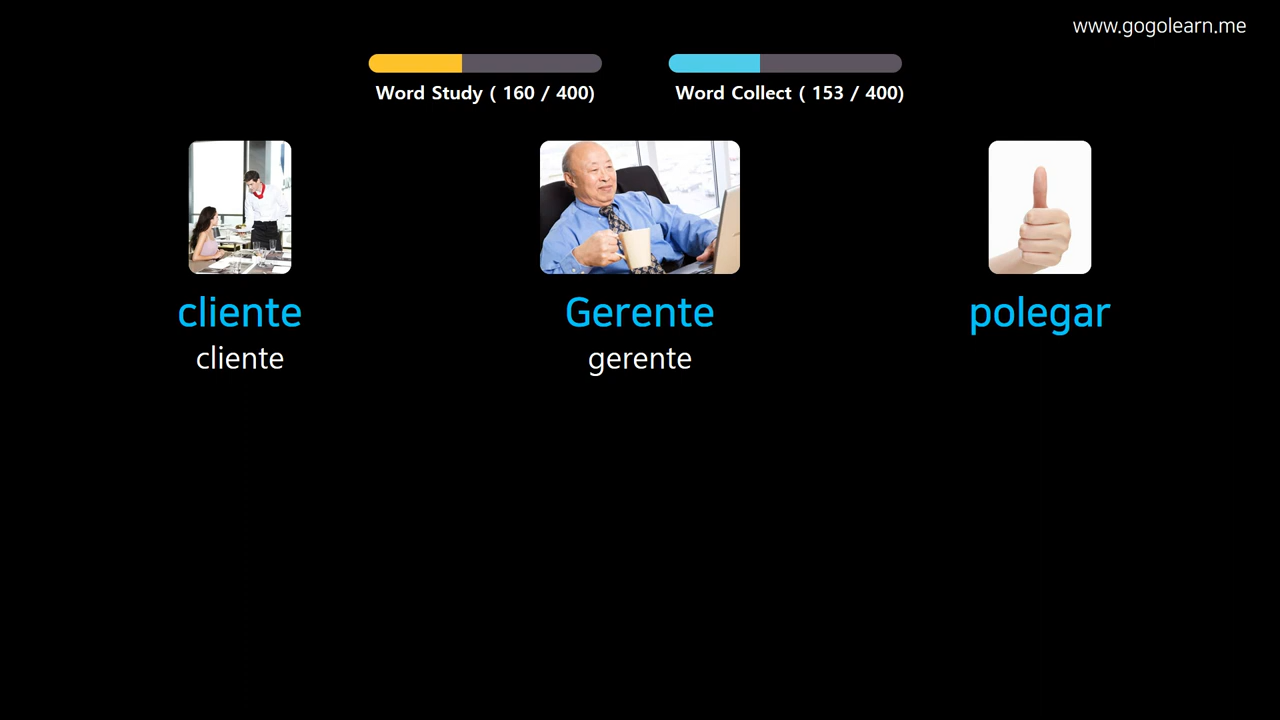 www.gogolearn.me
Word Study ( 160 / 400)
Word Collect ( 153 / 400)
cliente
cliente
Gerente
gerente
polegar